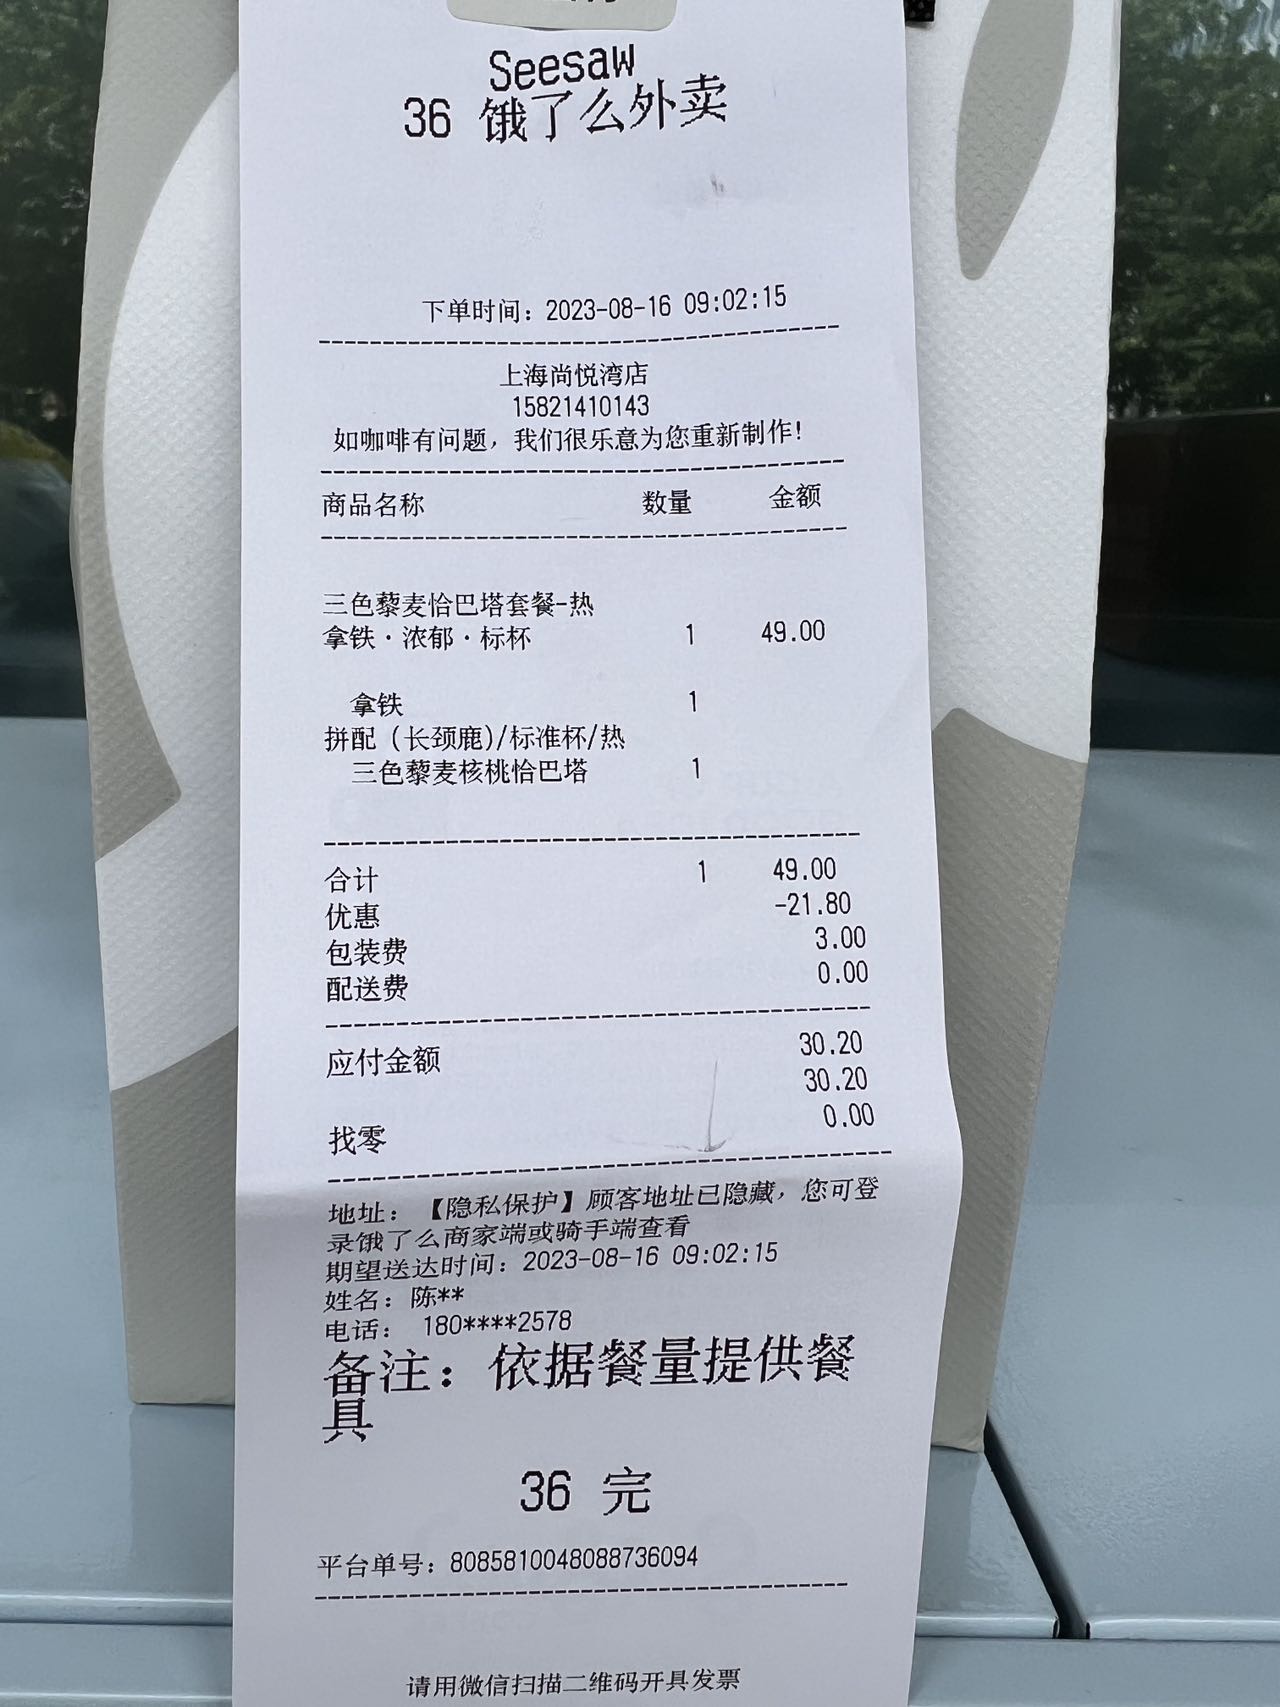 Seesaw
36 饿了么外卖
下单时间：2023-08-16 09:02:15
上海尚悦湾店
15821410143
如咖啡有问题，我们很乐意为您重新制作！
商品名称 数量 金额
三色藜麦恰巴塔套餐-热
拿铁·浓郁·标杯 1 49.00
拿铁 1
拼配（长颈鹿)/标准杯/热
三色藜麦核桃恰巴塔 1
合计 1 49.00
优惠 -21.80
包装费 3.00
配送费 0.00
应付金额 30.20
30.20
找零 0.00
地址：【隐私保护】顾客地址已隐藏，您可登
录饿了么商家端或骑手端查看
期望送达时间：2023-08-16 09:02:15
姓名：陈**
电话： 180****2578
备注：依据餐量提供餐
具
36 完
平台单号：8085810048088736094
请用微信扫描二维码开具发票